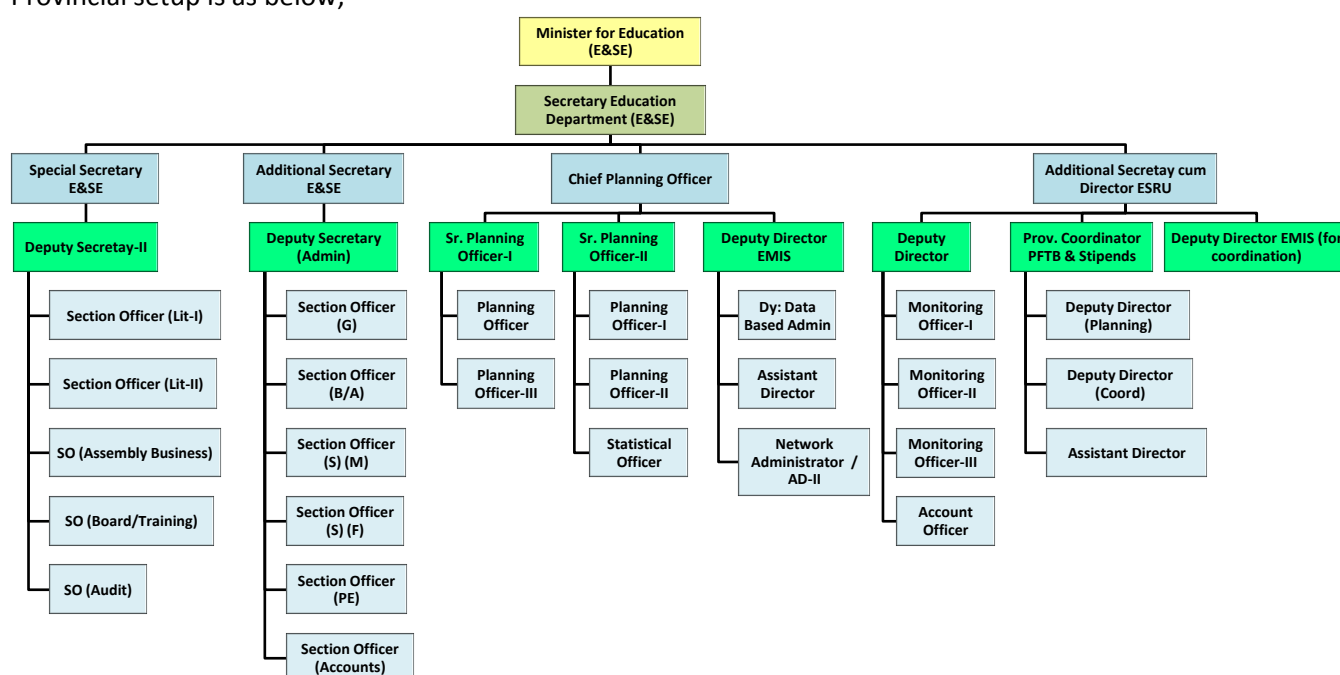 Provincial setup is as below;
Minister for Education
(E&SE)
Secretary Education
Department (E&SE)
Special Secretary
E&SE
Additional Secretary
E&SE
Chief Planning Officer
Additional Secretay cum
Director ESRU
Deputy Secretay-II
Deputy Secretary
(Admin)
Sr. Planning
Officer-I
Sr. Planning
Officer-II
Deputy Director
EMIS
Deputy
Director
Prov. Coordinator
PFTB & Stipends
Deputy Director EMIS (for
coordination)
Section Officer (Lit-I)
Section Officer (Lit-II)
SO (Assembly Business)
SO (Board/Training)
SO (Audit)
Section Officer
(G)
Section Officer
(B/A)
Section Officer
(S) (M)
Section Officer
(S) (F)
Section Officer
(PE)
Section Officer
(Accounts)
Planning
Officer
Planning
Officer-III
Planning
Officer-I
Planning
Officer-II
Statistical
Officer
Dy: Data
Based Admin
Assistant
Director
Network
Administrator /
AD-II
Monitoring
Officer-I
Monitoring
Officer-II
Monitoring
Officer-III
Account
Officer
Deputy Director
(Planning)
Deputy Director
(Coord)
Assistant Director